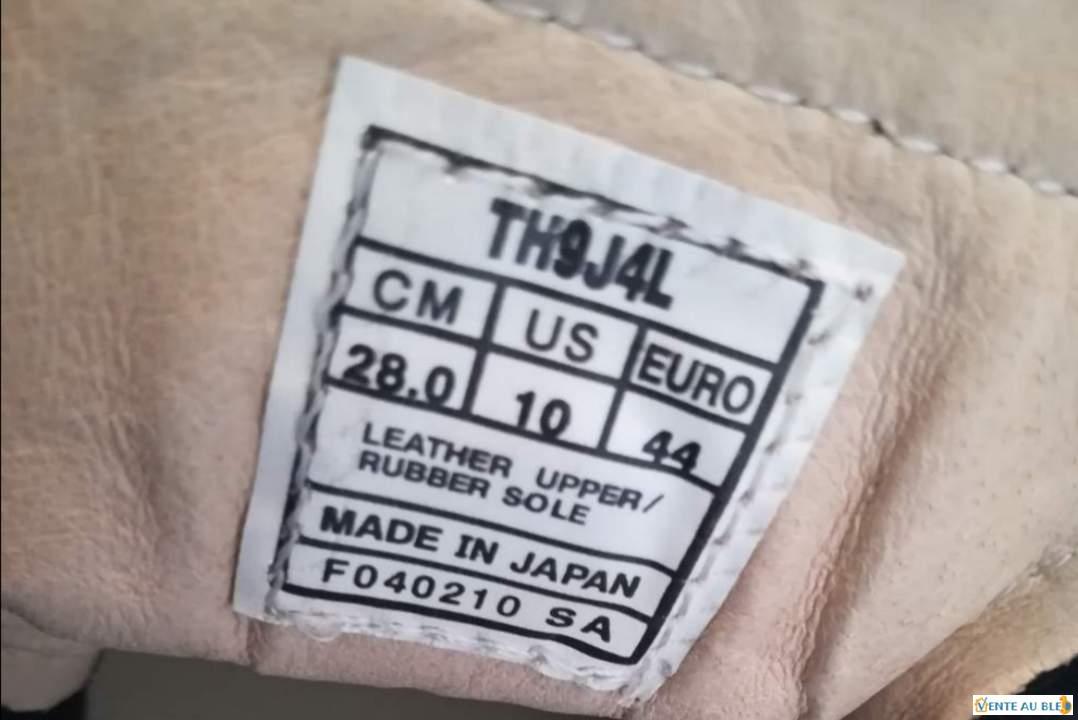 TH9J4L
CM US EURO
28.0 10 44
LEATHER UPPER/
RUBBER SOLE
MADE IN JAPAN
F040210 SA
VENTE AU BLED